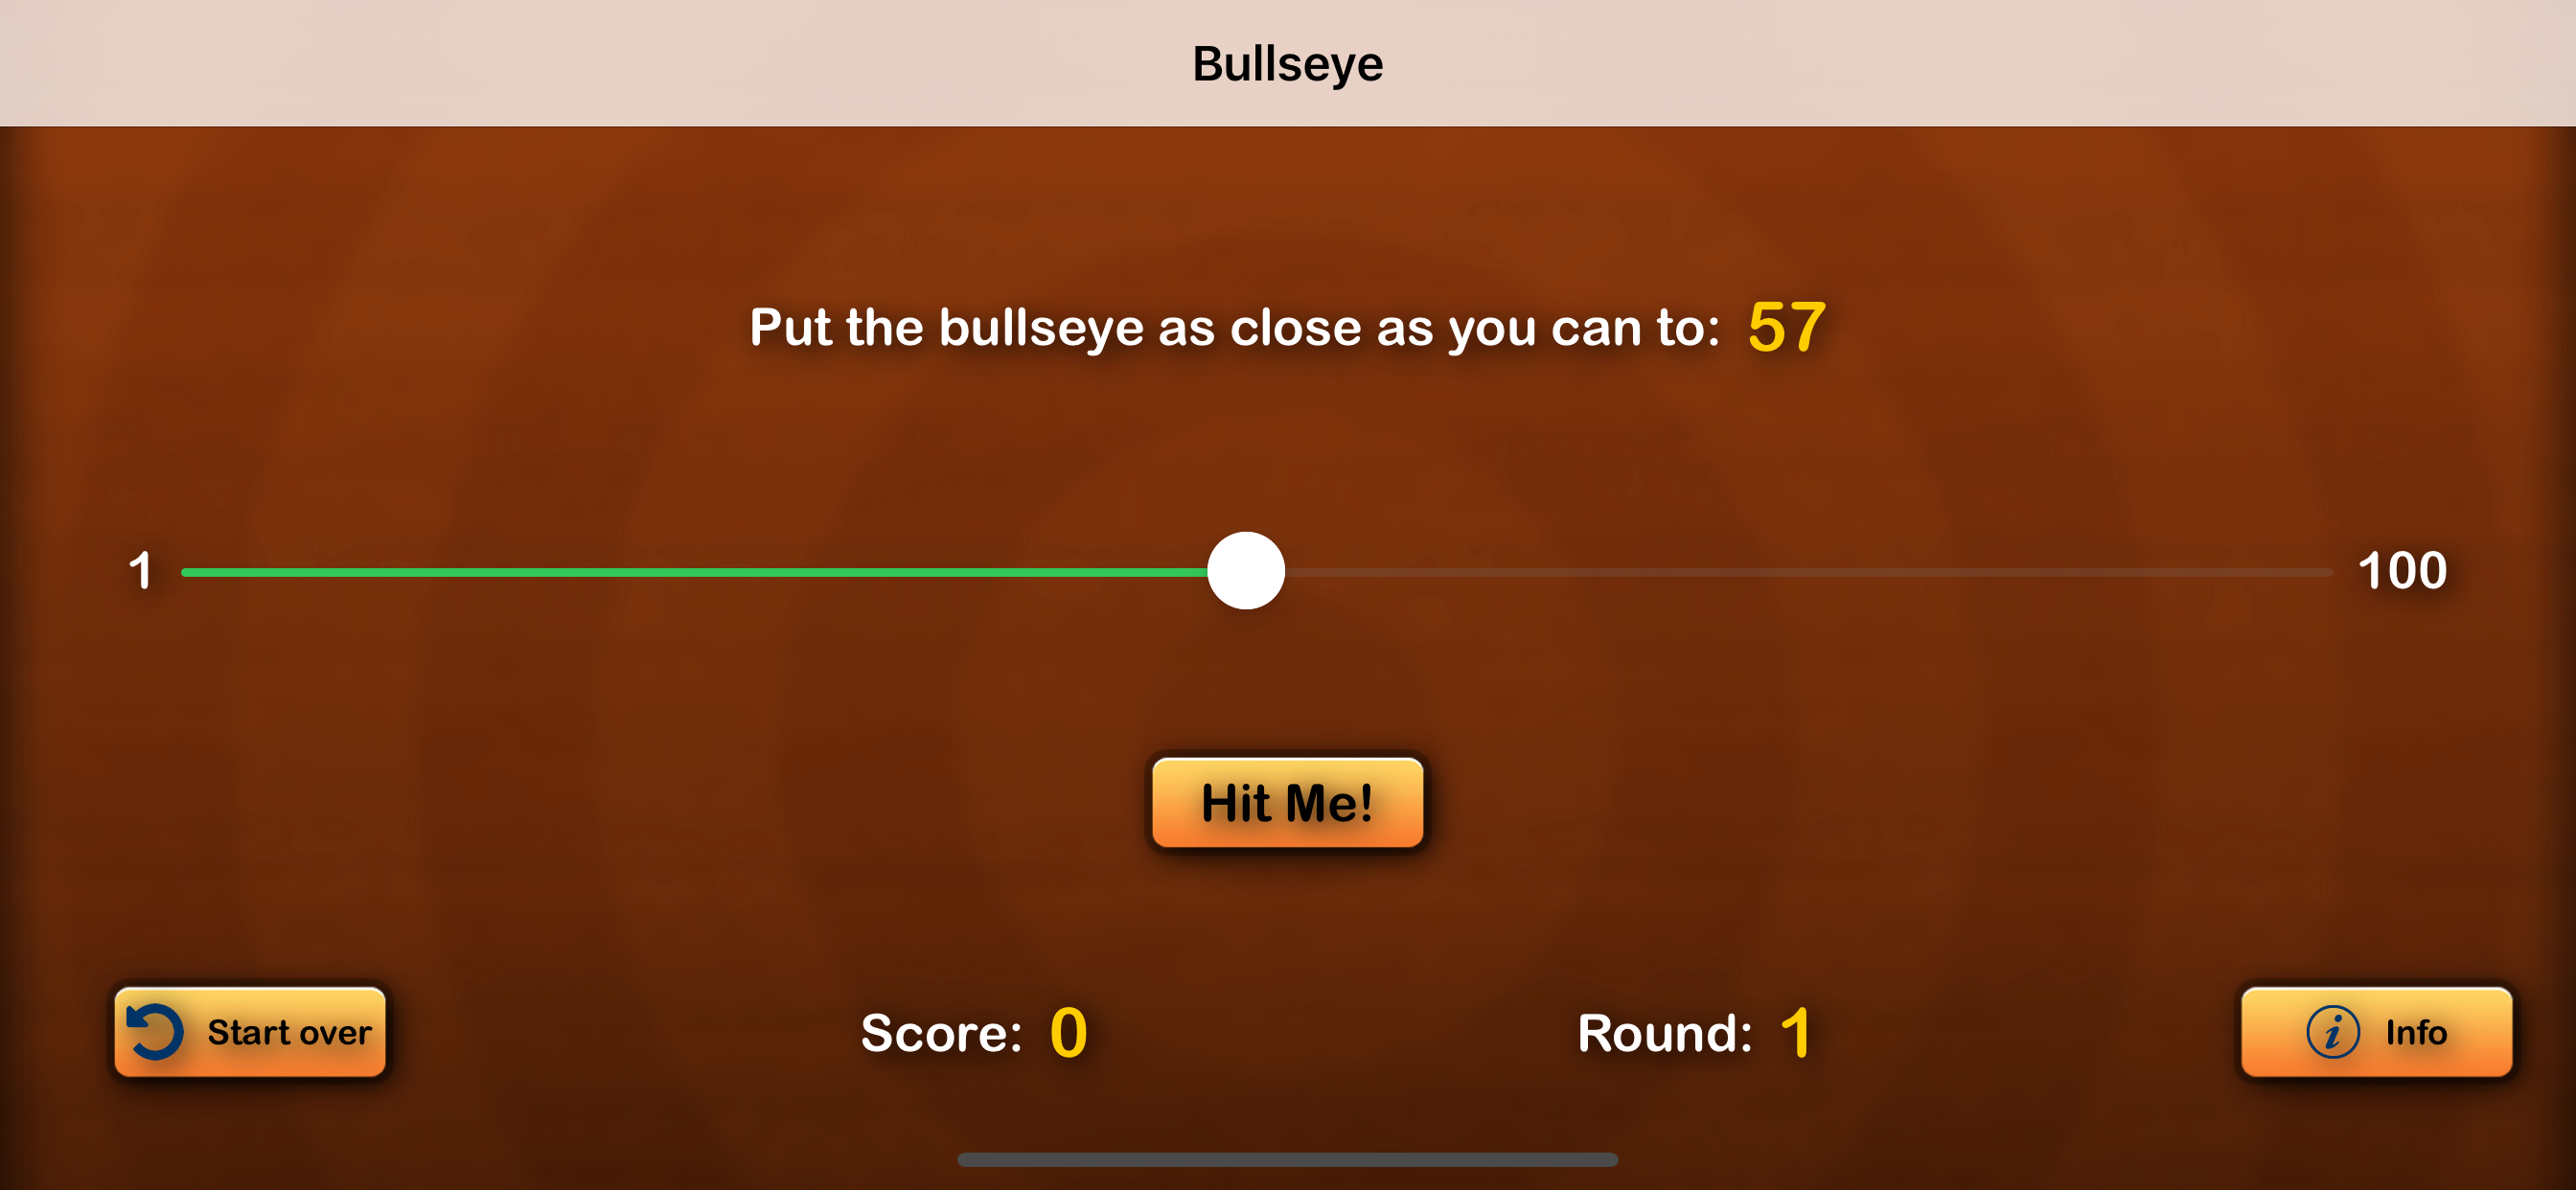 Bullseye
Put the bullseye as close as you can to: 57
1 100
Hit Me!
Start over Score: 0 Round: 1 Info